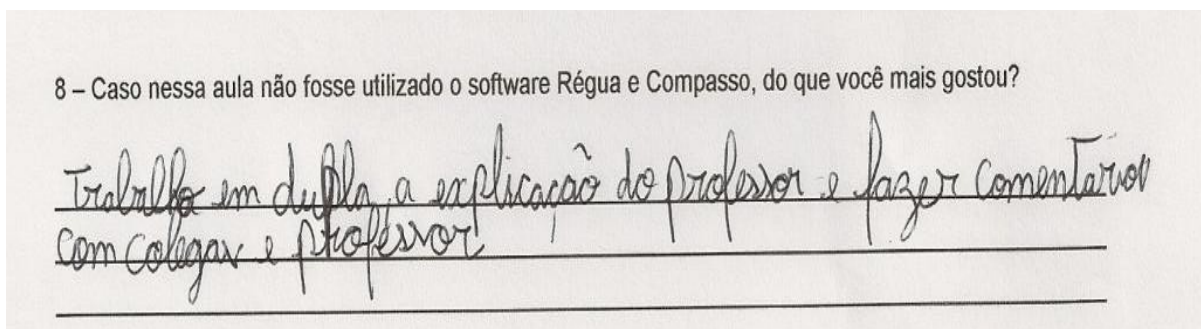 8 – Caso nessa aula não fosse utilizado o software Régua e Compasso, do que você mais gostou?
Trabalho em dupla a explicação do professor e fazer comentários
com colegas e professor